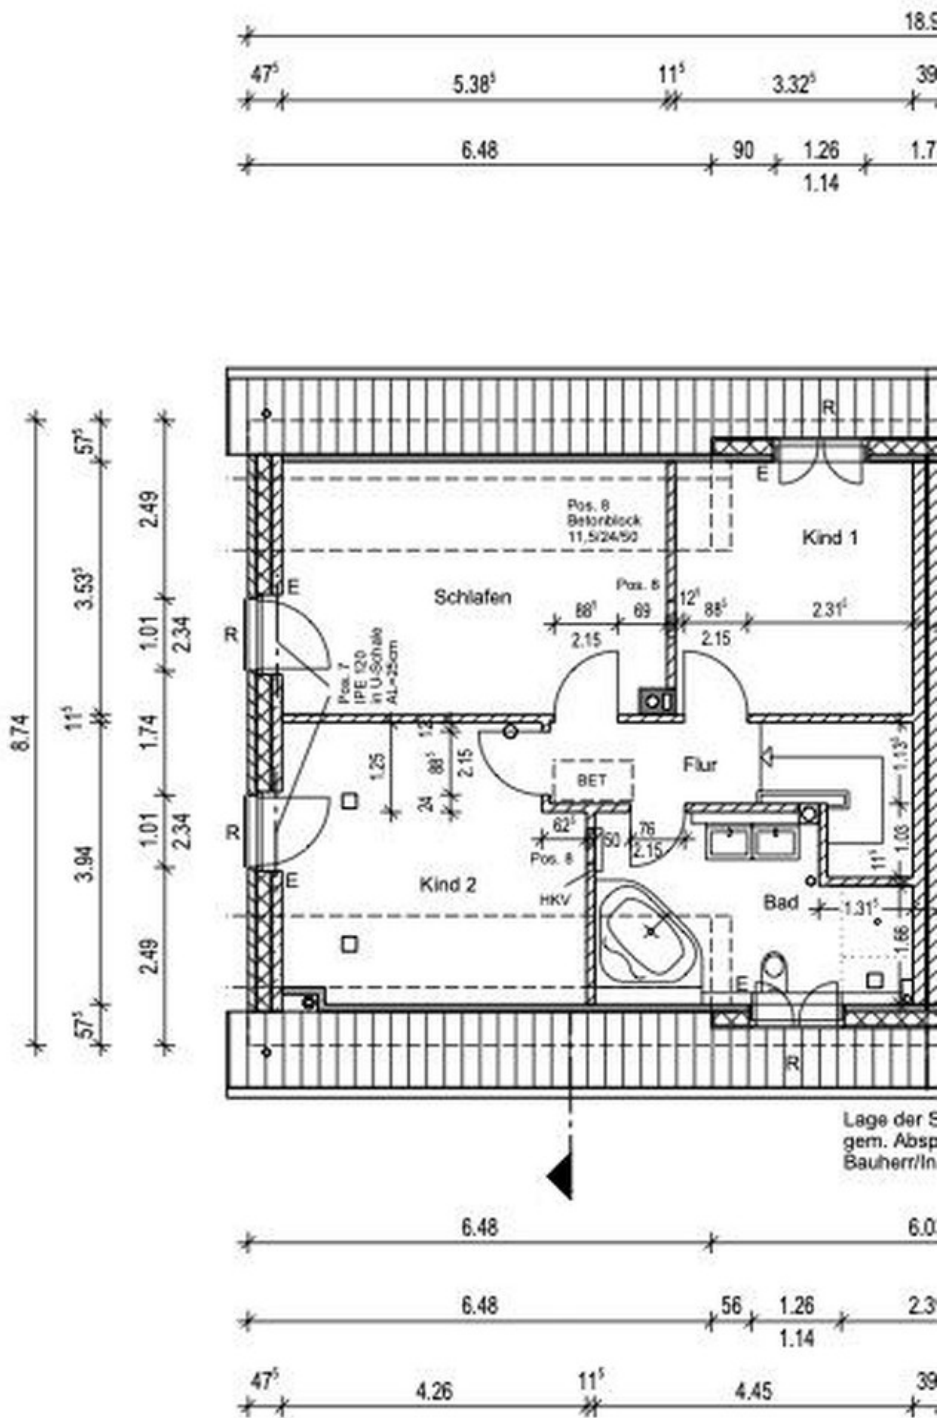 18.9
47⁵ 5.38⁵ 11⁵ 3.32⁵ 39
6.48 90 1.26 1.7
1.14
R
57⁵
2.49
E
Pos. 8
Betonblock
11,5/24/50
Kind 1
3.53⁵
Schlafen
Pos. 8
E
88⁵ 69 12⁵ 88⁵ 2.31⁵
2.15 2.15
R
1.01
2.34
Pos. 7
IPE 120
in U-Schale
AL=25cm
8.74
11⁵
1.74
1.25
12⁵
88⁵
2.15
24
BET
Flur
1.13⁵
R
1.01
2.34
62⁵ 50 76
2.15
Pos. 8
1.03
11⁵
3.94
E
Kind 2
HKV
Bad
1.31⁵
1.66
2.49
E
57⁵
R
Lage der S
gem. Absp
Bauherr/In
6.48 6.0
6.48 56 1.26 2.3
1.14
47⁵ 4.26 11⁵ 4.45 39